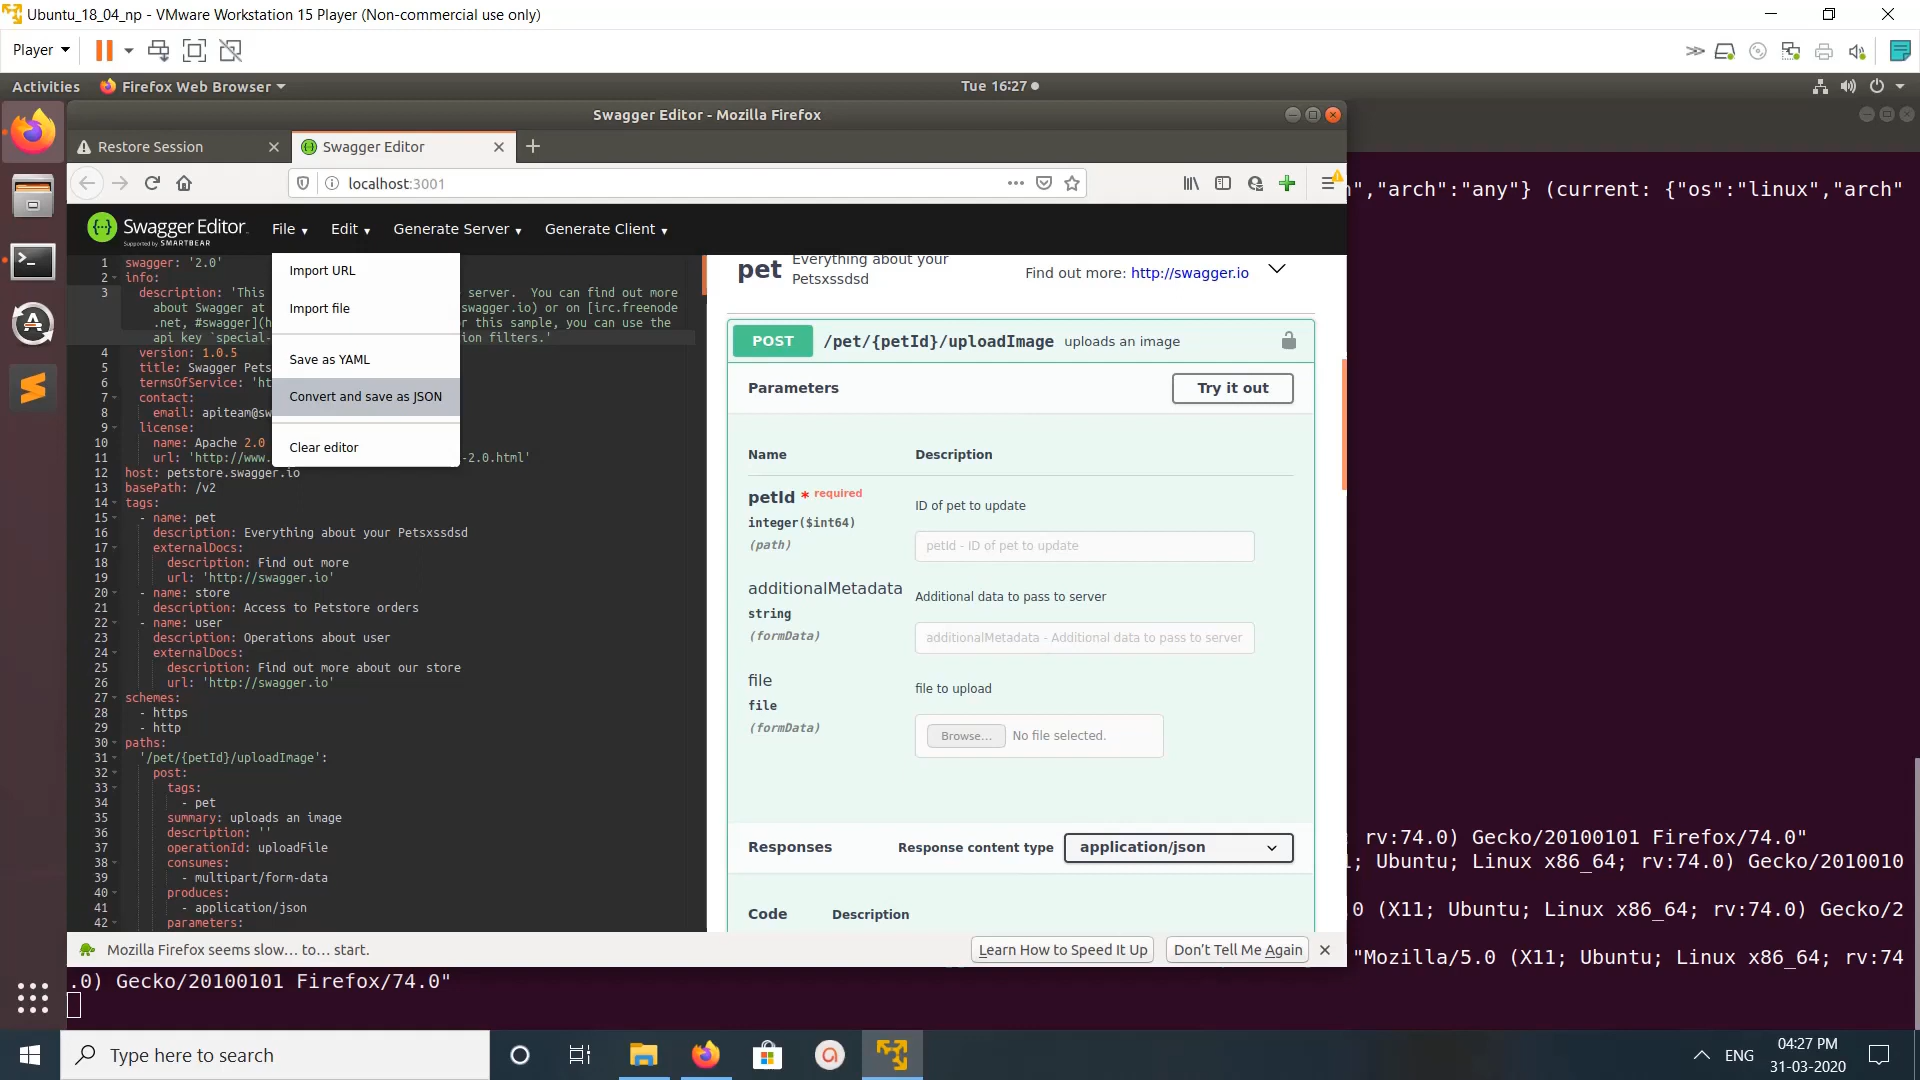 Ubuntu_18_04_np - VMware Workstation 15 Player (Non-commercial use only)
Player
Activities
Firefox Web Browser
Tue 16:27
Swagger Editor - Mozilla Firefox
Restore Session
Swagger Editor
localhost:3001
","arch":"any"} (current: {"os":"linux","arch"
Swagger Editor
Supported by SMARTBEAR
File
Edit
Generate Server
Generate Client
Import URL
Import file
Save as YAML
Convert and save as JSON
Clear editor
1 swagger: '2.0'
2 info:
3 description: 'This server. You can find out more
about Swagger at swagger.io) or on [irc.freenode
.net, #swagger](h r this sample, you can use the
api key `special- ion filters.'
4 version: 1.0.5
5 title: Swagger Pets
6 termsOfService: 'ht
7 contact:
8 email: apiteam@sw
9 license:
10 name: Apache 2.0
11 url: 'http://www. -2.0.html'
12 host: petstore.swagger.io
13 basePath: /v2
14 tags:
15 - name: pet
16 description: Everything about your Petsxssdsd
17 externalDocs:
18 description: Find out more
19 url: 'http://swagger.io'
20 - name: store
21 description: Access to Petstore orders
22 - name: user
23 description: Operations about user
24 externalDocs:
25 description: Find out more about our store
26 url: 'http://swagger.io'
27 schemes:
28 - https
29 - http
30 paths:
31 '/pet/{petId}/uploadImage':
32 post:
33 tags:
34 - pet
35 summary: uploads an image
36 description: ''
37 operationId: uploadFile
38 consumes:
39 - multipart/form-data
40 produces:
41 - application/json
42 parameters:
pet
Everything about your
Petsxssdsd
Find out more: http://swagger.io
POST /pet/{petId}/uploadImage uploads an image
Parameters
Try it out
Name Description
petId * required
integer($int64)
(path)
ID of pet to update
petId - ID of pet to update
additionalMetadata
string
(formData)
Additional data to pass to server
additionalMetadata - Additional data to pass to server
file
file
(formData)
file to upload
Browse... No file selected.
Responses
Response content type
application/json
Code Description
rv:74.0) Gecko/20100101 Firefox/74.0"
; Ubuntu; Linux x86_64; rv:74.0) Gecko/2010010
0 (X11; Ubuntu; Linux x86_64; rv:74.0) Gecko/2
"Mozilla/5.0 (X11; Ubuntu; Linux x86_64; rv:74
.0) Gecko/20100101 Firefox/74.0"
Mozilla Firefox seems slow… to… start.
Learn How to Speed It Up
Don't Tell Me Again
Type here to search
ENG
04:27 PM
31-03-2020